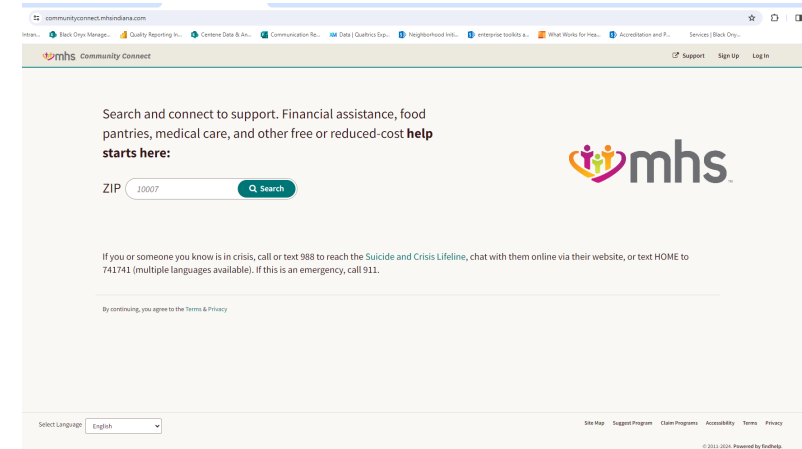 communityconnect.mhsindiana.com
Intran... Black Onyx Manage... Quality Reporting In... Centene Data & An... Communication Re... XM Data | Qualtrics Exp... Neighborhood Initi... enterprise toolkits a... What Works for Hea... Accreditation and P... Services | Black Ony...
mhs Community Connect Support Sign Up Log In
Search and connect to support. Financial assistance, food
pantries, medical care, and other free or reduced-cost help
starts here:
mhs
ZIP 10007 Search
If you or someone you know is in crisis, call or text 988 to reach the Suicide and Crisis Lifeline, chat with them online via their website, or text HOME to
741741 (multiple languages available). If this is an emergency, call 911.
By continuing, you agree to the Terms & Privacy
Select Language English Site Map Suggest Program Claim Programs Accessibility Terms Privacy
© 2011-2024. Powered by findhelp.